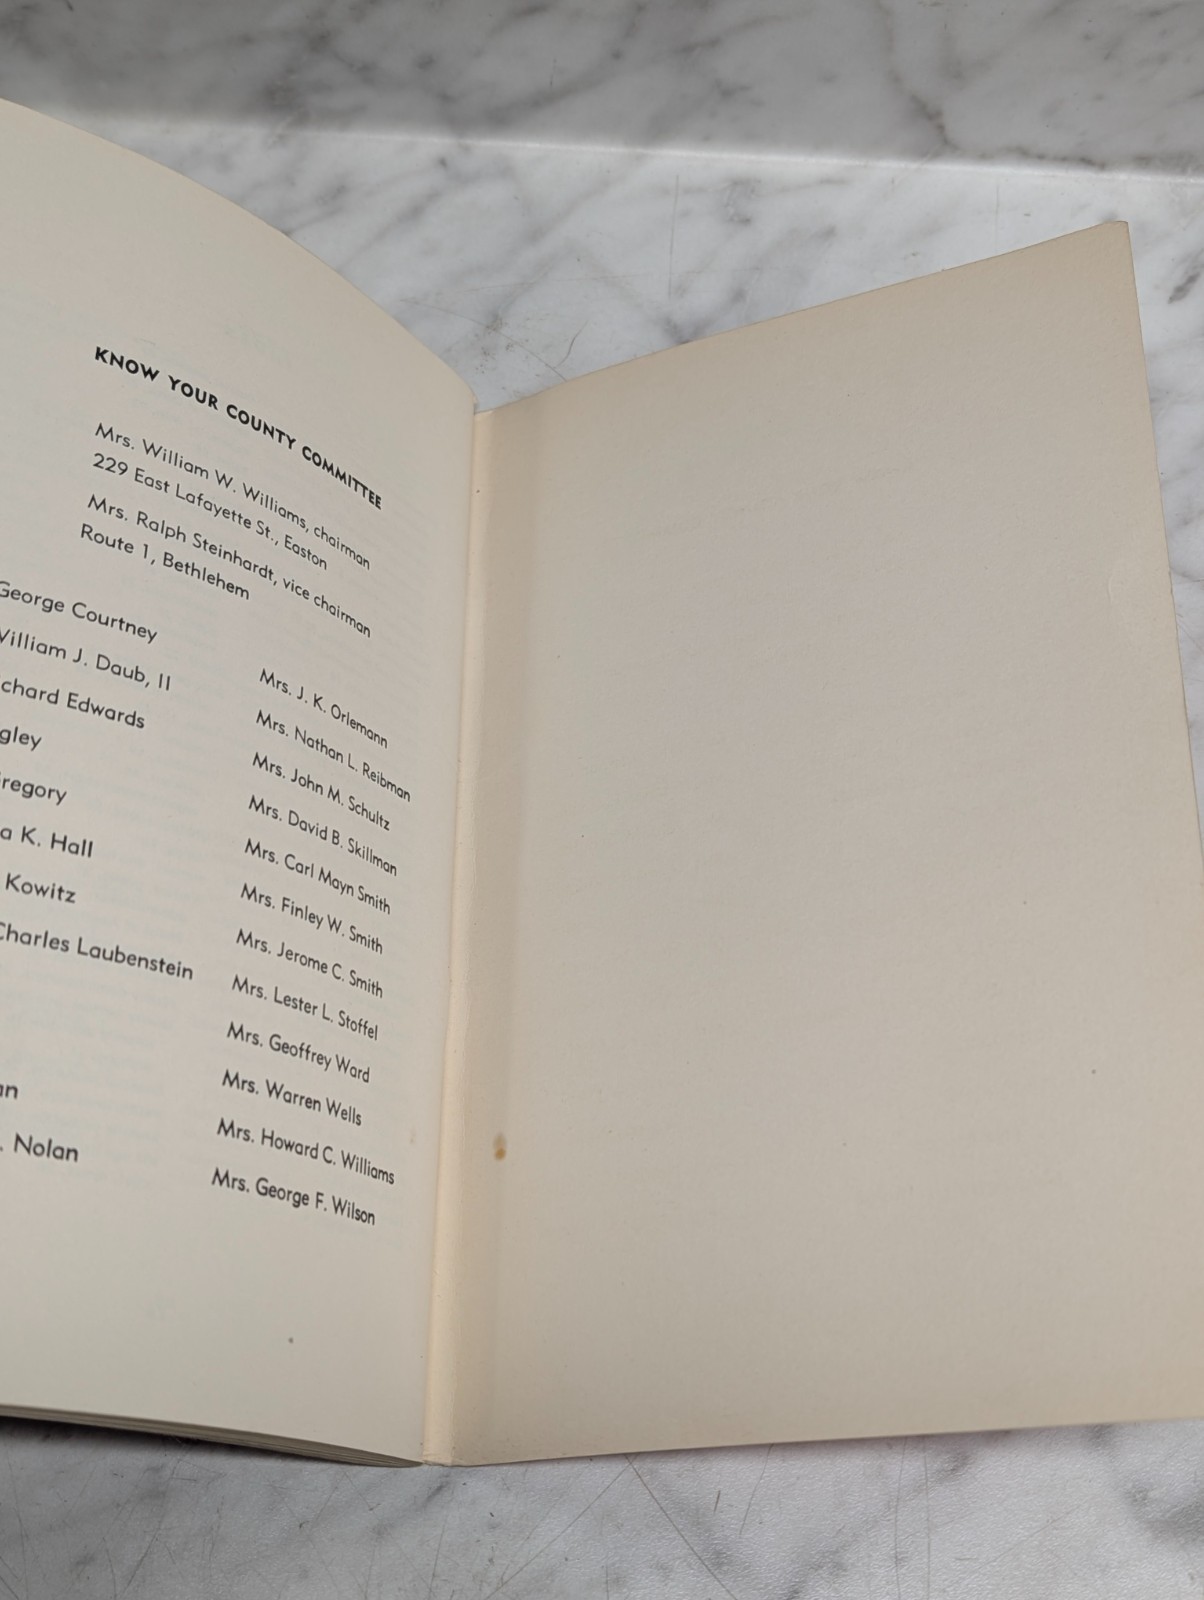 KNOW YOUR COUNTY COMMITTEE
Mrs. William W. Williams, chairman
229 East Lafayette St., Easton
Mrs. Ralph Steinhardt, vice chairman
Route 1, Bethlehem
George Courtney
William J. Daub, II
Edwards
K. Hall
Kowitz
Charles Laubenstein
Nolan
Mrs. J. K. Orlemann
Mrs. Nathan L. Reibman
Mrs. John M. Schultz
Mrs. David B. Skillman
Mrs. Carl Mayn Smith
Mrs. Finley W. Smith
Mrs. Jerome C. Smith
Mrs. Lester L. Stoffel
Mrs. Geoffrey Ward
Mrs. Warren Wells
Mrs. Howard C. Williams
Mrs. George F. Wilson